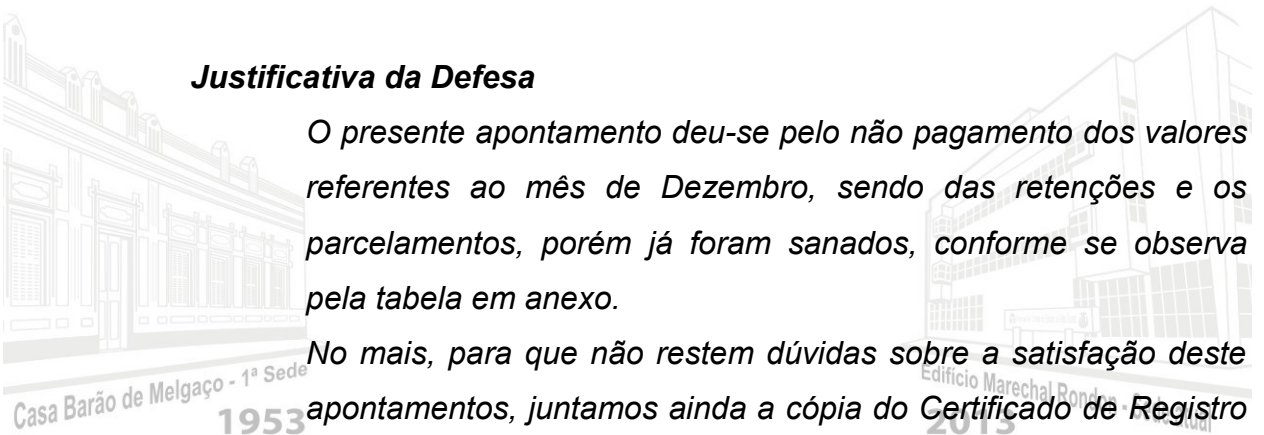 Justificativa da Defesa
O presente apontamento deu-se pelo não pagamento dos valores
referentes ao mês de Dezembro, sendo das retenções e os
parcelamentos, porém já foram sanados, conforme se observa
pela tabela em anexo.
No mais, para que não restem dúvidas sobre a satisfação deste
apontamentos, juntamos ainda a cópia do Certificado de Registro
Casa Barão de Melgaço - 1ª Sede
1953
Edifício Marechal Rondon - Sede atual
2013